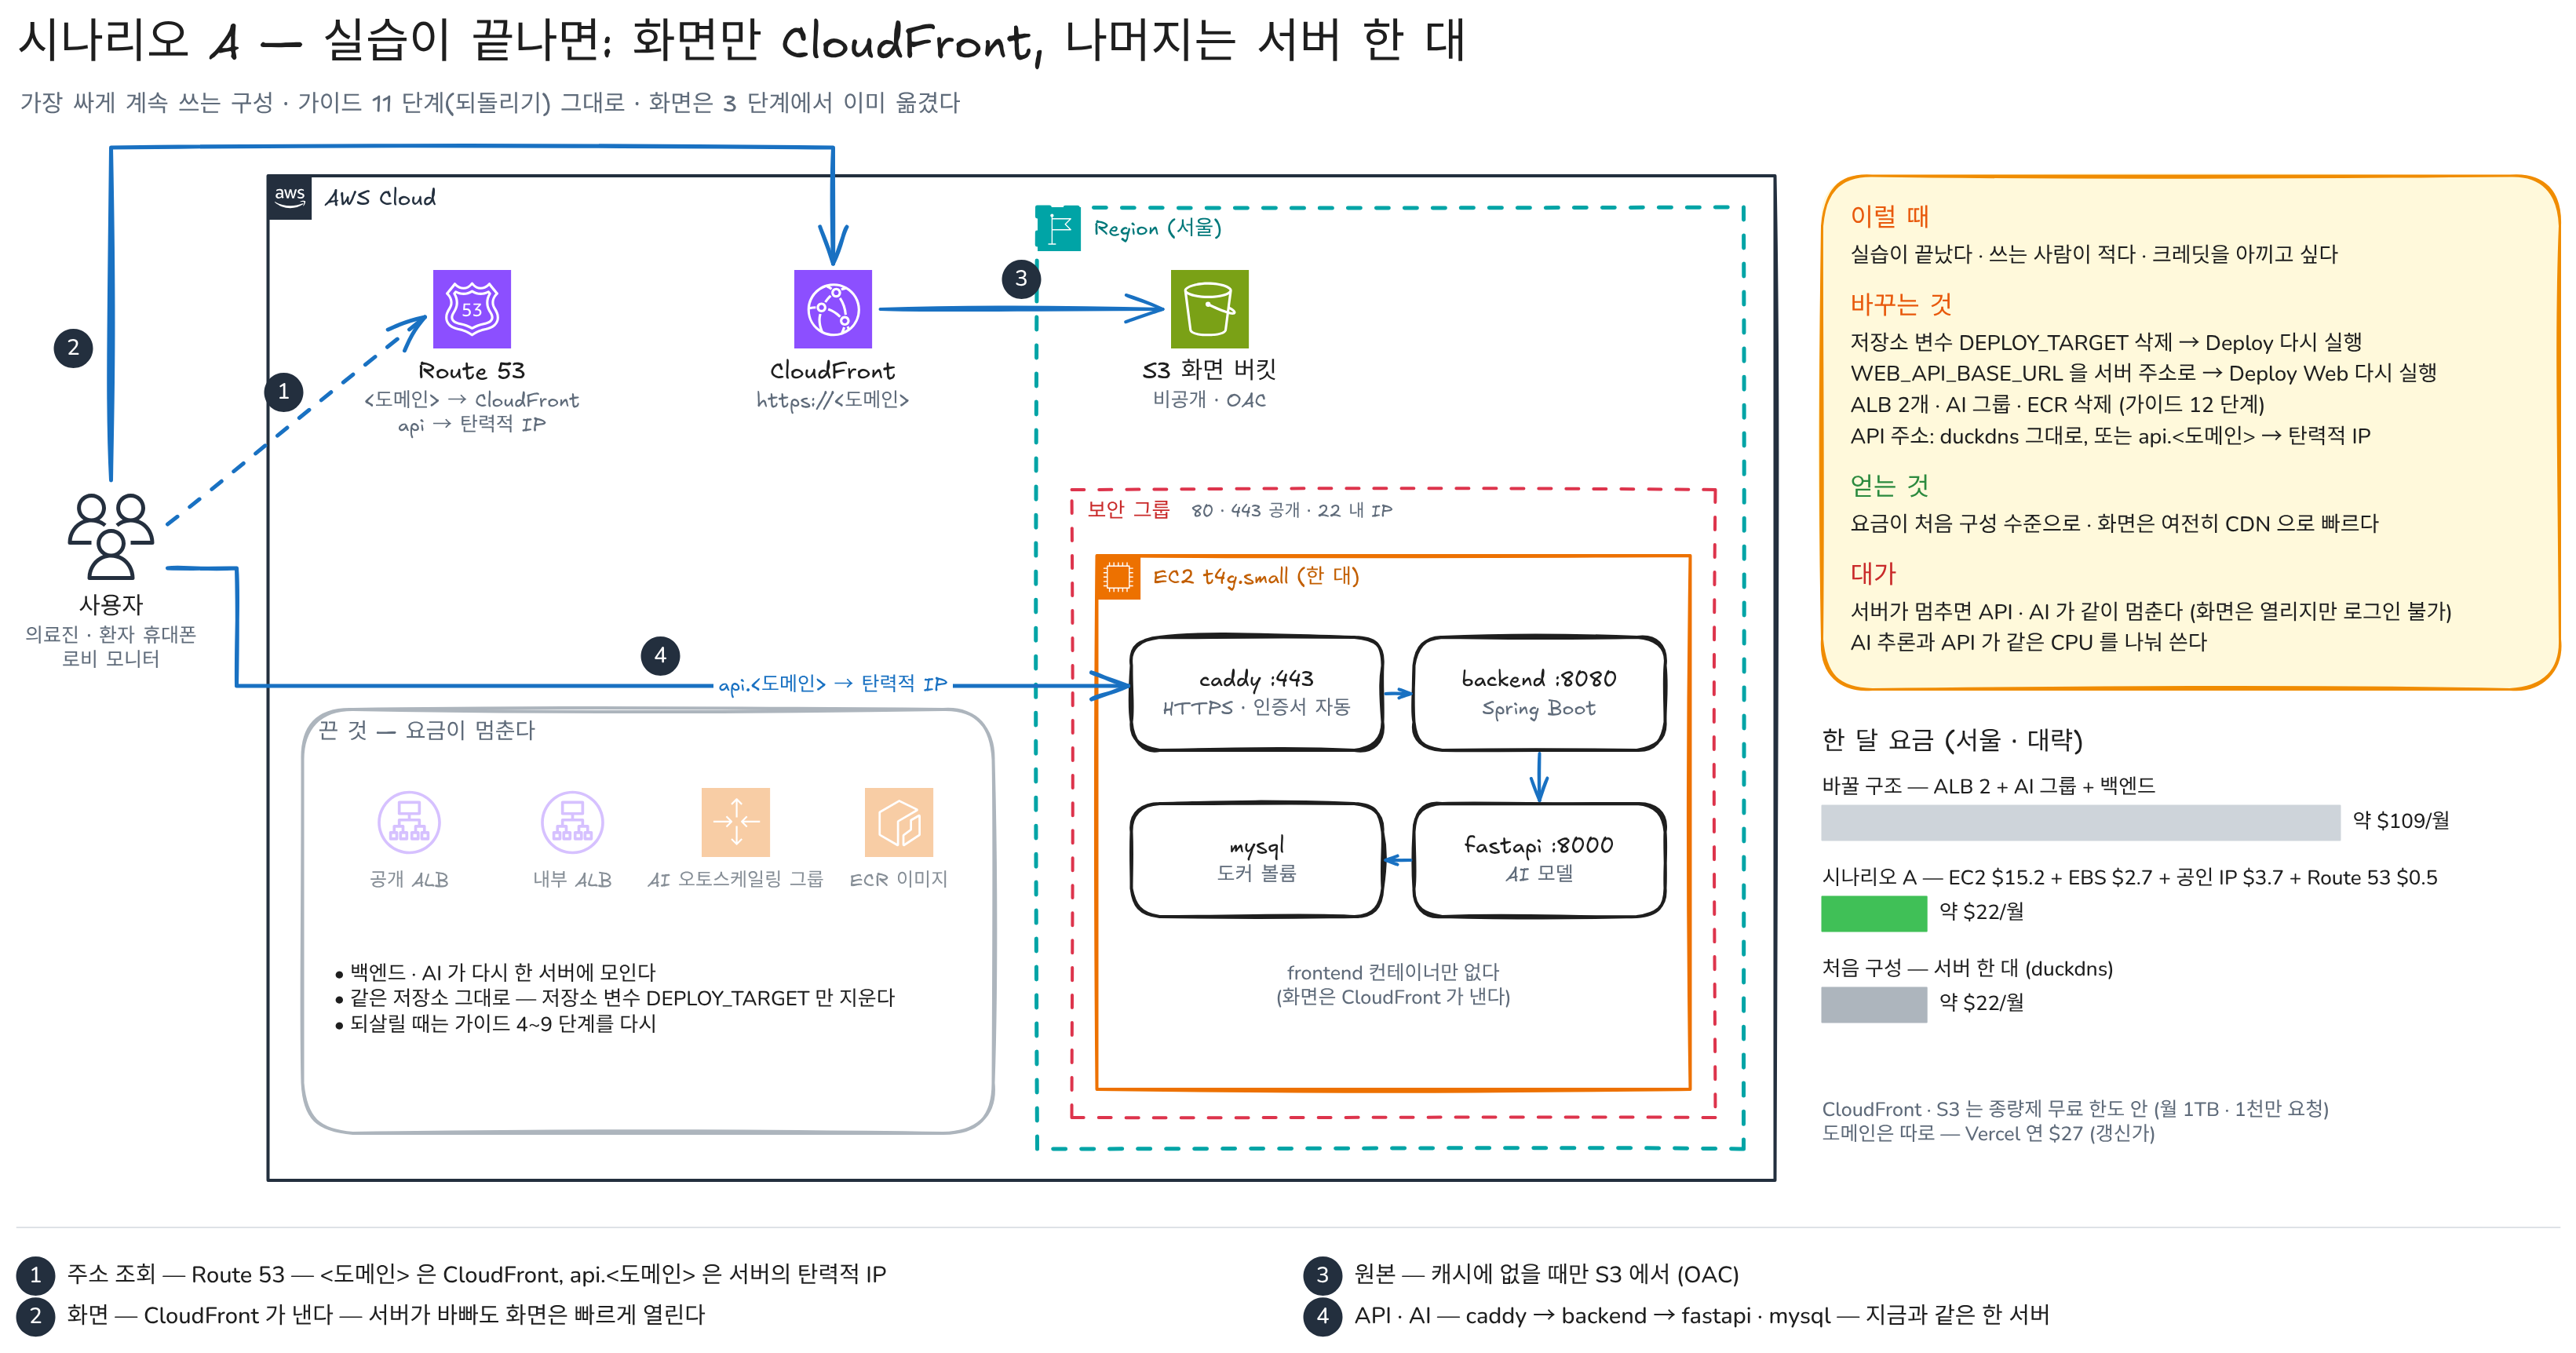 시나리오 A — 실습이 끝나면: 화면만 CloudFront, 나머지는 서버 한 대
가장 싸게 계속 쓰는 구성 · 가이드 11 단계(되돌리기) 그대로 · 화면은 3 단계에서 이미 옮겼다
aws
AWS Cloud
Region (서울)
2
1
3
53
Route 53
<도메인> → CloudFront
api → 탄력적 IP
CloudFront
https://<도메인>
S3 화면 버킷
비공개 · OAC
사용자
의료진 · 환자 휴대폰
로비 모니터
4
api.<도메인> → 탄력적 IP
보안 그룹 80 · 443 공개 · 22 내 IP
EC2 t4g.small (한 대)
caddy :443
HTTPS · 인증서 자동
backend :8080
Spring Boot
mysql
도커 볼륨
fastapi :8000
AI 모델
frontend 컨테이너만 없다
(화면은 CloudFront 가 낸다)
끈 것 — 요금이 멈춘다
공개 ALB
내부 ALB
AI 오토스케일링 그룹
ECR 이미지
• 백엔드 · AI 가 다시 한 서버에 모인다
• 같은 저장소 그대로 — 저장소 변수 DEPLOY_TARGET 만 지운다
• 되살릴 때는 가이드 4~9 단계를 다시
이럴 때
실습이 끝났다 · 쓰는 사람이 적다 · 크레딧을 아끼고 싶다
바꾸는 것
저장소 변수 DEPLOY_TARGET 삭제 → Deploy 다시 실행
WEB_API_BASE_URL 을 서버 주소로 → Deploy Web 다시 실행
ALB 2개 · AI 그룹 · ECR 삭제 (가이드 12 단계)
API 주소: duckdns 그대로, 또는 api.<도메인> → 탄력적 IP
얻는 것
요금이 처음 구성 수준으로 · 화면은 여전히 CDN 으로 빠르다
대가
서버가 멈추면 API · AI 가 같이 멈춘다 (화면은 열리지만 로그인 불가)
AI 추론과 API 가 같은 CPU 를 나눠 쓴다
한 달 요금 (서울 · 대략)
바꿀 구조 — ALB 2 + AI 그룹 + 백엔드
약 $109/월
시나리오 A — EC2 $15.2 + EBS $2.7 + 공인 IP $3.7 + Route 53 $0.5
약 $22/월
처음 구성 — 서버 한 대 (duckdns)
약 $22/월
CloudFront · S3 는 종량제 무료 한도 안 (월 1TB · 1천만 요청)
도메인은 따로 — Vercel 연 $27 (갱신가)
1 주소 조회 — Route 53 — <도메인> 은 CloudFront, api.<도메인> 은 서버의 탄력적 IP
2 화면 — CloudFront 가 낸다 — 서버가 바빠도 화면은 빠르게 열린다
3 원본 — 캐시에 없을 때만 S3 에서 (OAC)
4 API · AI — caddy → backend → fastapi · mysql — 지금과 같은 한 서버